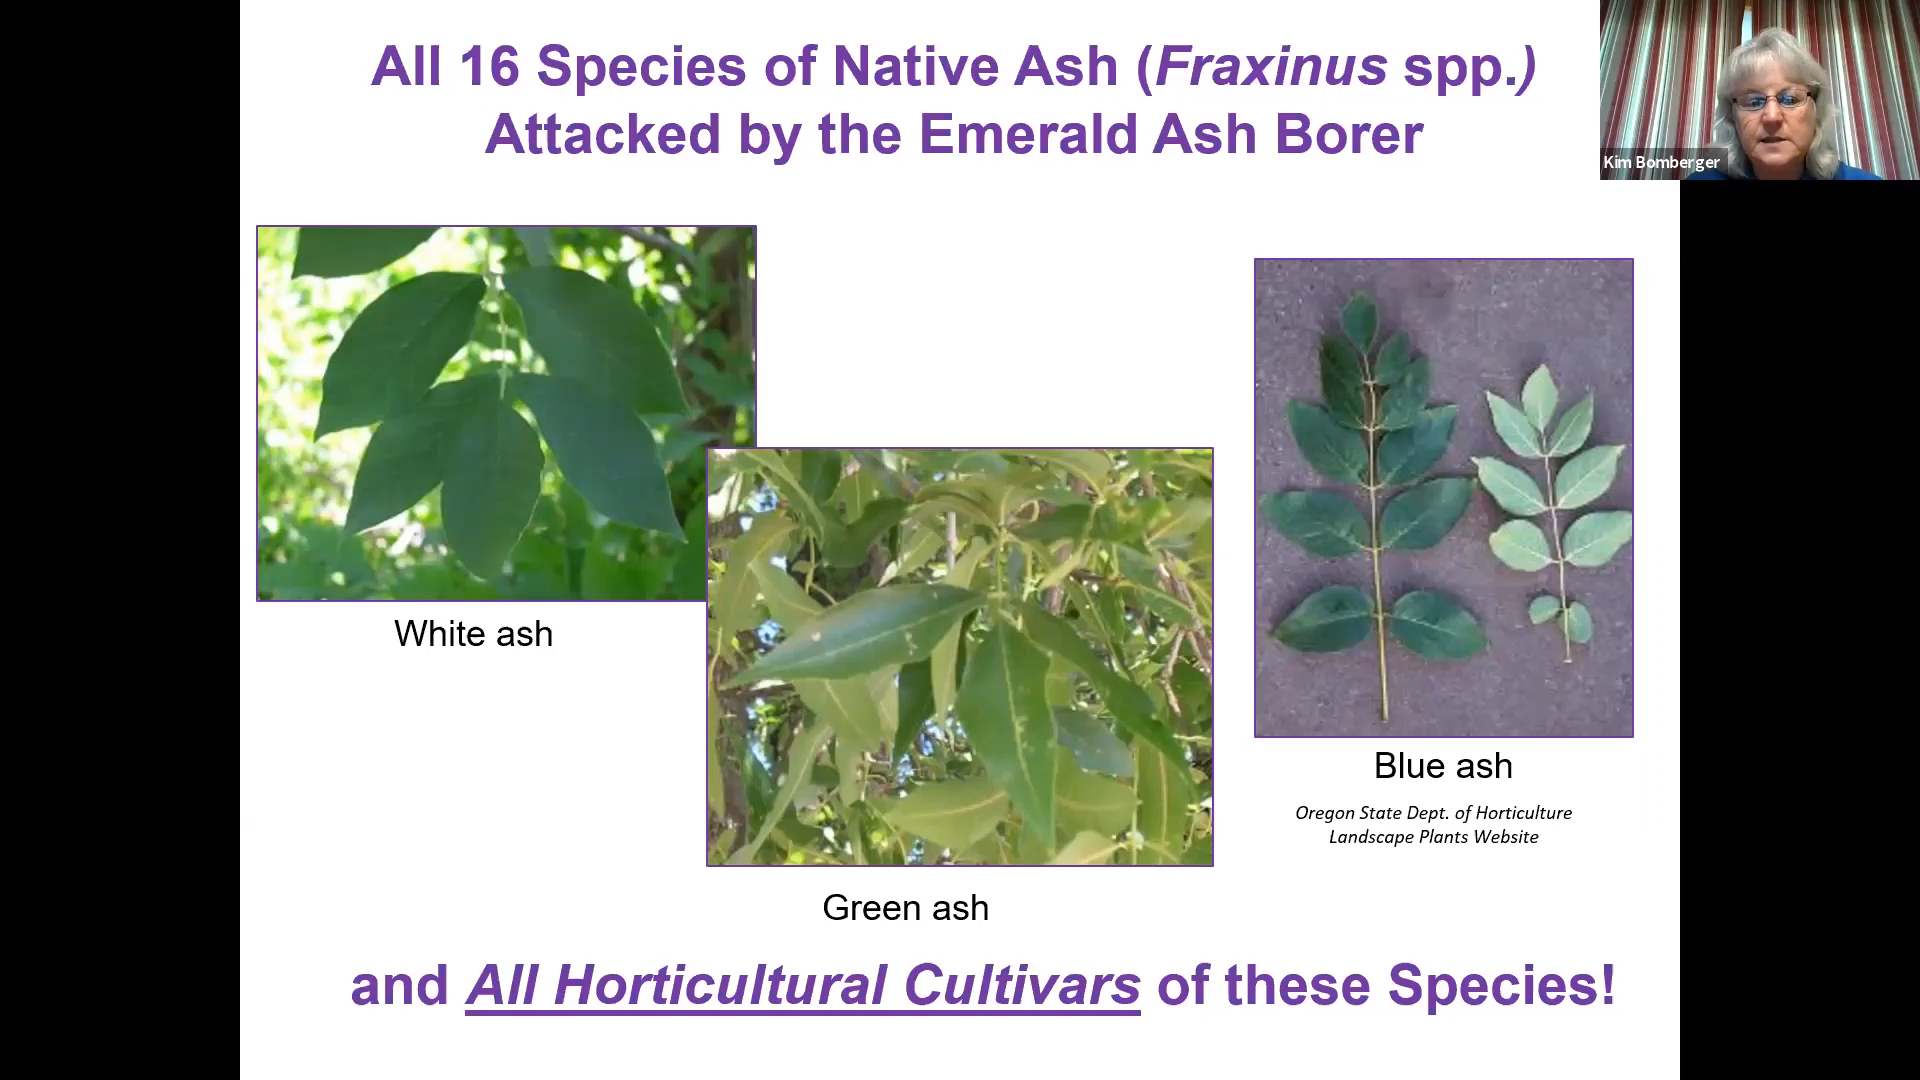 All 16 Species of Native Ash (Fraxinus spp.)
Attacked by the Emerald Ash Borer
Kim Bomberger
White ash
Green ash
Blue ash
Oregon State Dept. of Horticulture
Landscape Plants Website
and All Horticultural Cultivars of these Species!